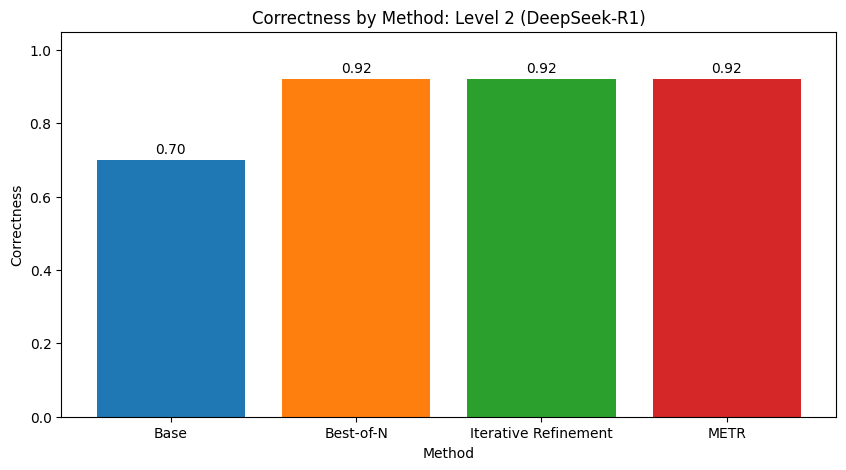 Correctness by Method: Level 2 (DeepSeek-R1)
1.0
0.8
0.6
0.4
0.2
0.0
Correctness
0.70
0.92
0.92
0.92
Base
Best-of-N
Iterative Refinement
METR
Method